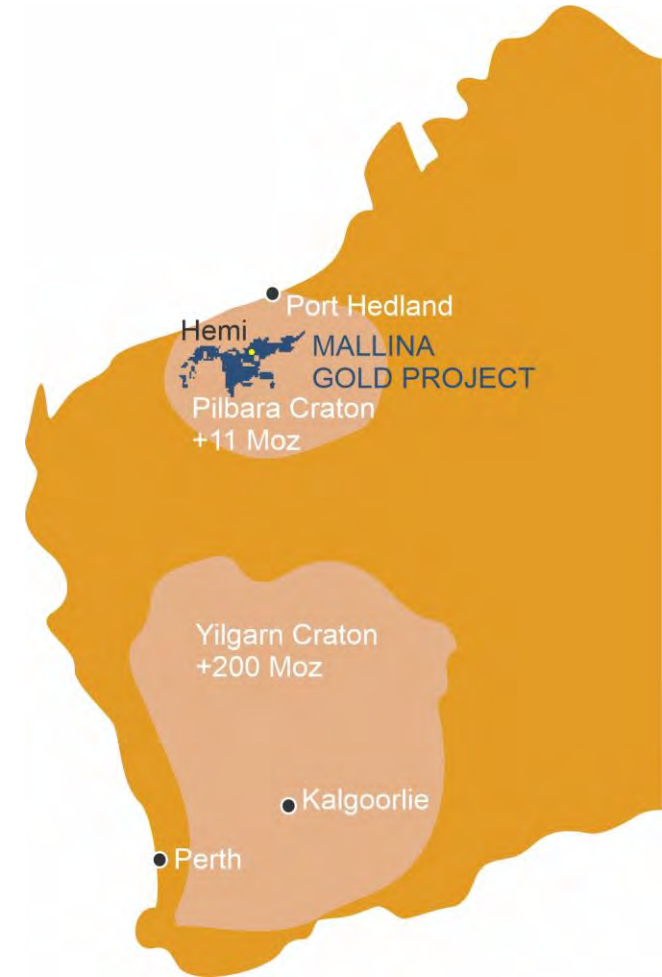 Port Hedland
Hemi
MALLINA
GOLD PROJECT
Pilbara Craton
+11 Moz
Yilgarn Craton
+200 Moz
Kalgoorlie
Perth